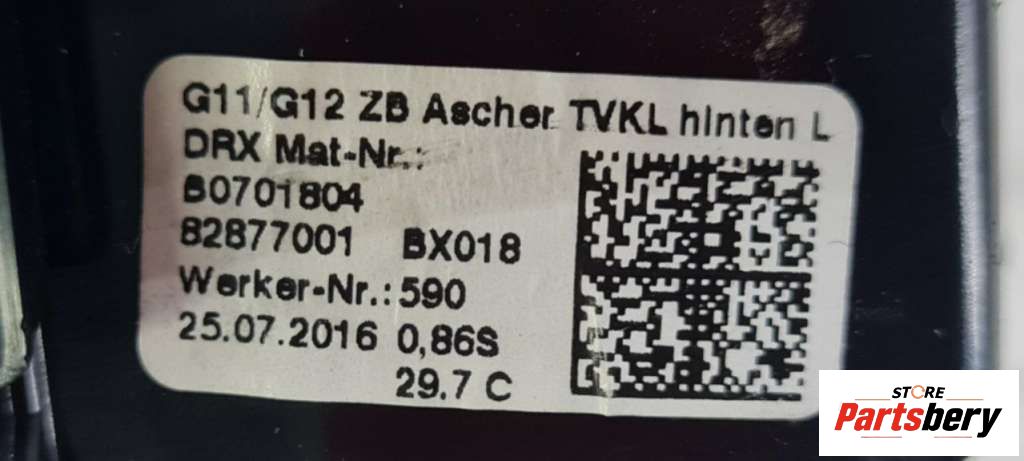 G11/G12 ZB Ascher TVKL hinten L
DRX Mat-Nr.:
B0701804
82877001 BX018
Werker-Nr.: 590
25.07.2016 0,86S
29.7 C
STORE
Partsbery